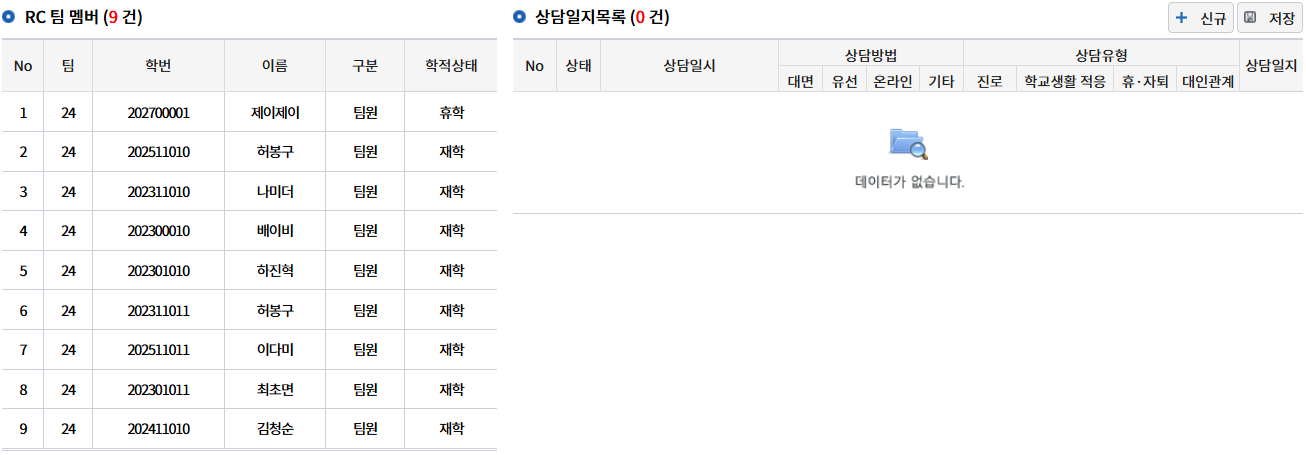 RC 팀 멤버 (9 건)
No 팀 학번 이름 구분 학적상태
1 24 202700001 제이제이 팀원 휴학
2 24 202511010 허봉구 팀원 재학
3 24 202311010 나미더 팀원 재학
4 24 202300010 배이비 팀원 재학
5 24 202301010 하진혁 팀원 재학
6 24 202311011 허봉구 팀원 재학
7 24 202511011 이다미 팀원 재학
8 24 202301011 최초면 팀원 재학
9 24 202411010 김청순 팀원 재학
상담일지목록 (0 건)
신규 저장
No 상태 상담일시 상담방법 상담유형 상담일지
대면 유선 온라인 기타 진로 학교생활 적응 휴·자퇴 대인관계
데이터가 없습니다.